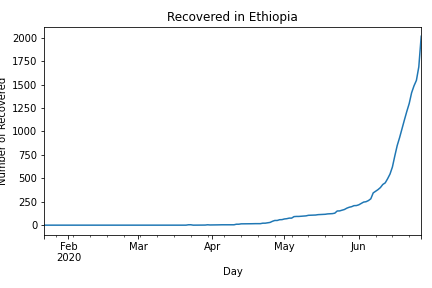 Recovered in Ethiopia
Number of Recovered
2000
1750
1500
1250
1000
750
500
250
0
Feb
2020
Mar
Apr
May
Jun
Day